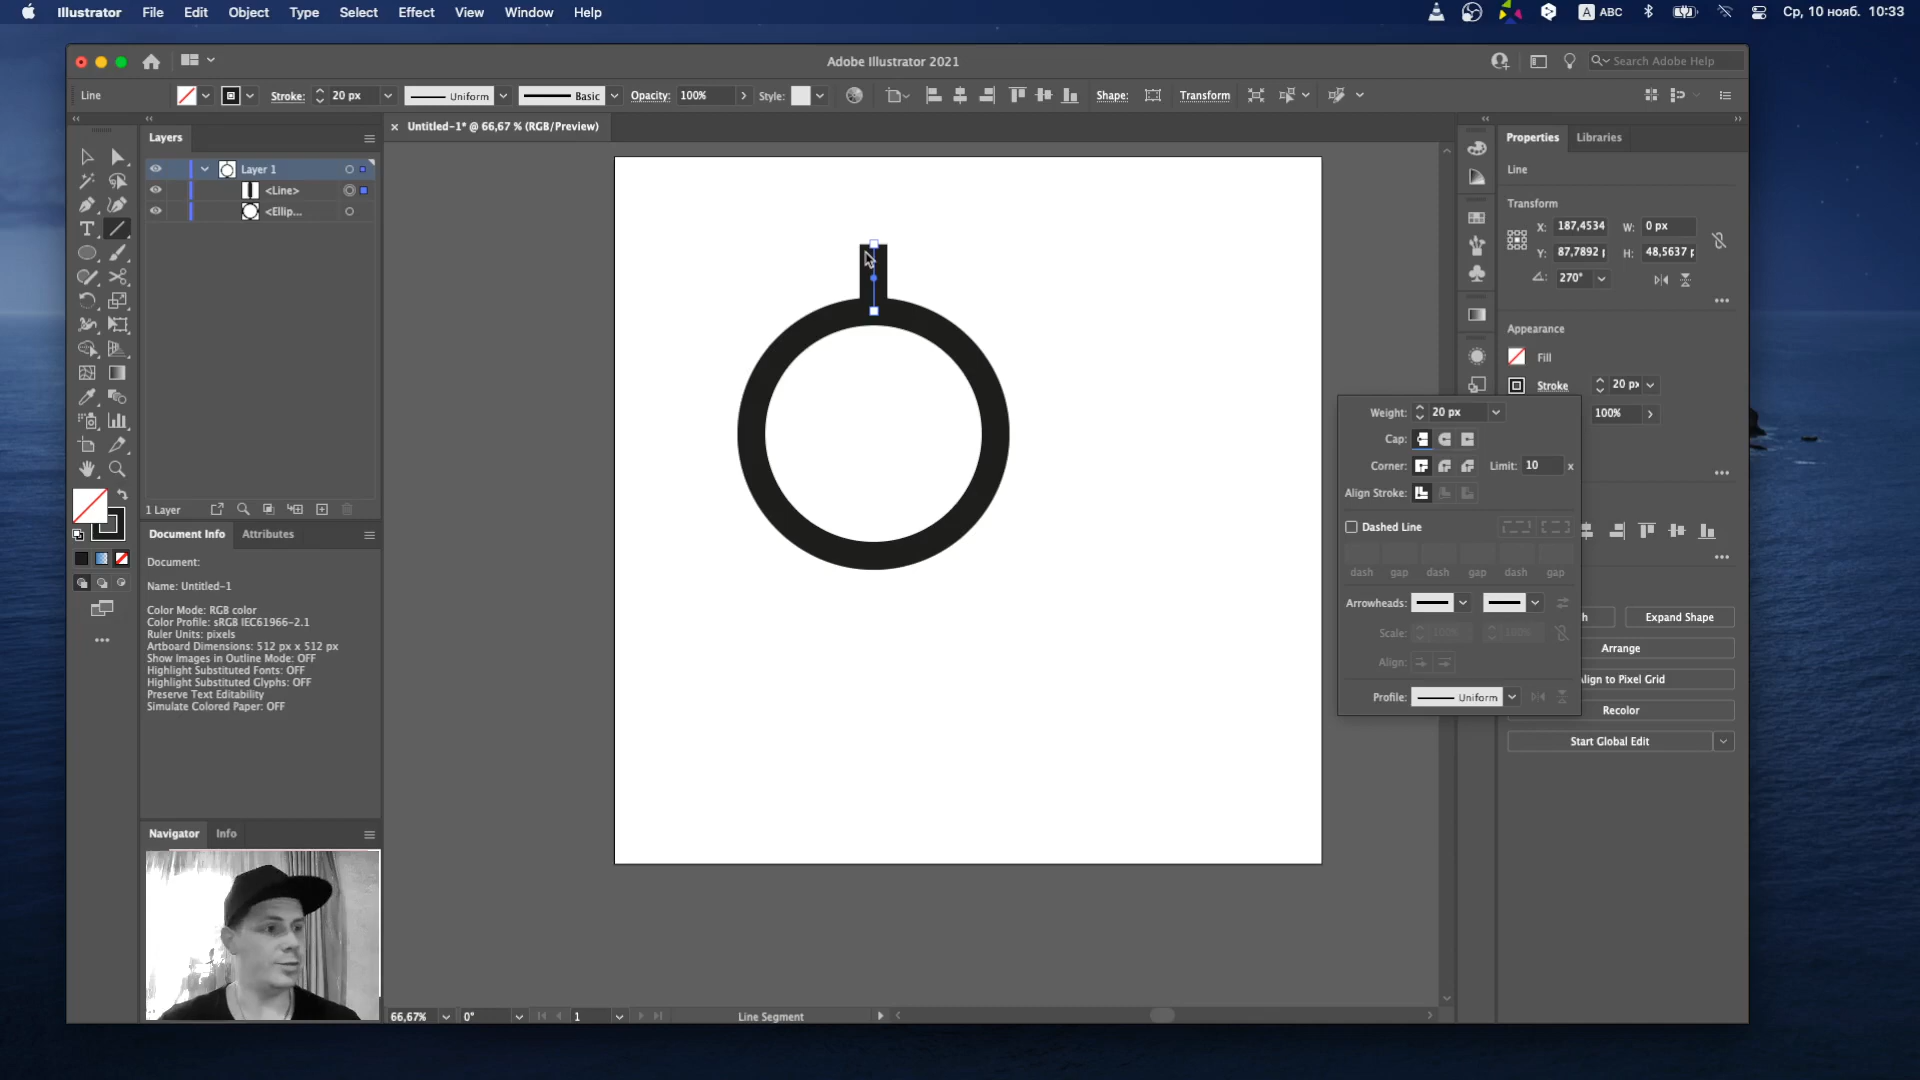 Illustrator File Edit Object Type Select Effect View Window Help
A ABC Ср, 10 нояб. 10:33
Adobe Illustrator 2021
Search Adobe Help
Line Stroke: 20 px Uniform Basic Opacity: 100% Style: Shape: Transform
Layers
Untitled-1* @ 66,67 % (RGB/Preview)
Properties Libraries
Layer 1
<Line>
<Ellip...
Line
Transform
X: 187,4534 W: 0 px
Y: 87,7892 H: 48,5637
270°
Appearance
Fill
Stroke 20 px
100%
Weight: 20 px
Cap:
Corner: Limit: 10 x
Align Stroke:
Dashed Line
dash gap dash gap dash gap
Arrowheads:
Scale: 100% 100%
Align:
Profile: Uniform
Expand Shape
Arrange
Align to Pixel Grid
Recolor
Start Global Edit
1 Layer
Document Info Attributes
Document:
Name: Untitled-1
Color Mode: RGB color
Color Profile: sRGB IEC61966-2.1
Ruler Units: pixels
Artboard Dimensions: 512 px x 512 px
Show Images in Outline Mode: OFF
Highlight Substituted Fonts: OFF
Highlight Substituted Glyphs: OFF
Preserve Text Editability
Simulate Colored Paper: OFF
Navigator Info
66,67% 0° 1 Line Segment